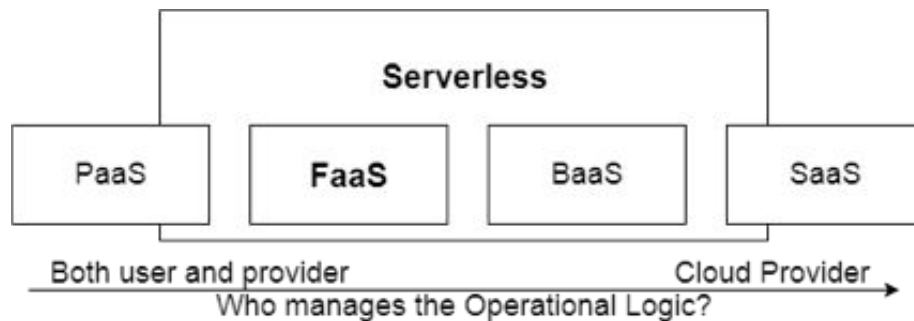 Serverless
PaaS FaaS BaaS SaaS
Both user and provider Cloud Provider
Who manages the Operational Logic?